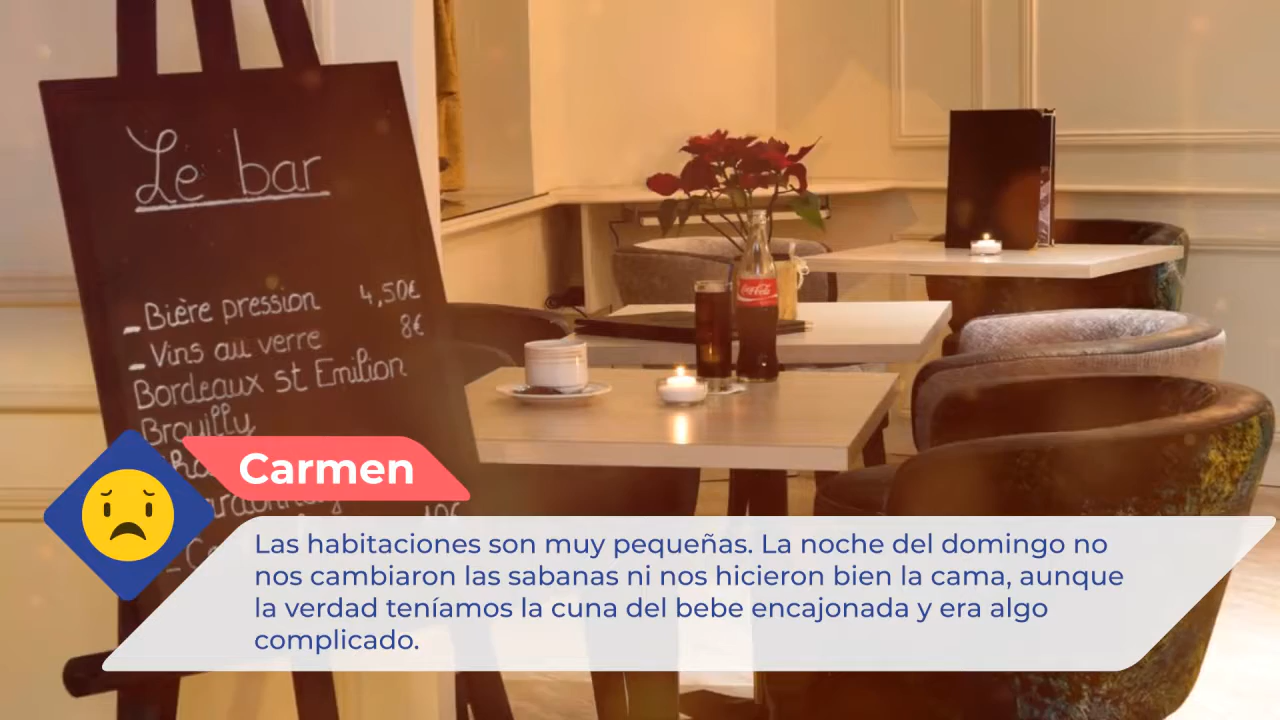 Le bar
- Bière pression 4,50€
- Vins au verre 8€
Bordeaux st Emilion
Brouilly
Coca-Cola
Carmen
Las habitaciones son muy pequeñas. La noche del domingo no
nos cambiaron las sabanas ni nos hicieron bien la cama, aunque
la verdad teníamos la cuna del bebe encajonada y era algo
complicado.